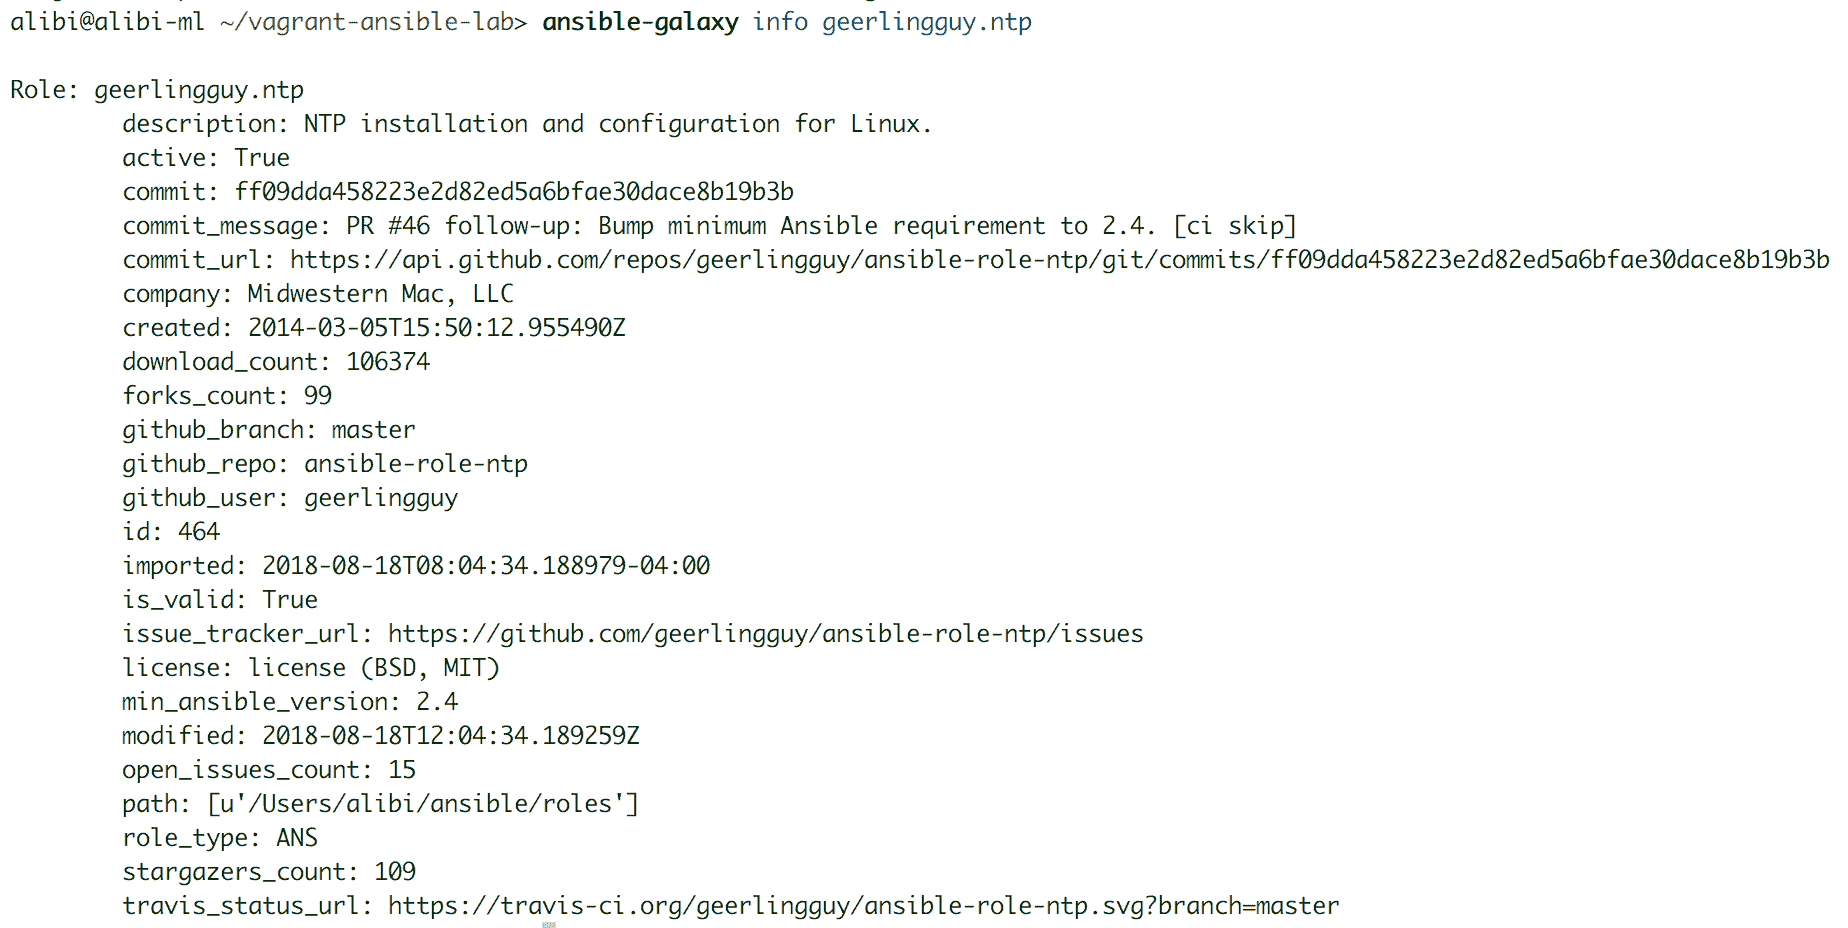 alibi@alibi-ml ~/vagrant-ansible-lab> ansible-galaxy info geerlingguy.ntp
Role: geerlingguy.ntp
description: NTP installation and configuration for Linux.
active: True
commit: ff09dda458223e2d82ed5a6bfae30dace8b19b3b
commit_message: PR #46 follow-up: Bump minimum Ansible requirement to 2.4. [ci skip]
commit_url: https://api.github.com/repos/geerlingguy/ansible-role-ntp/git/commits/ff09dda458223e2d82ed5a6bfae30dace8b19b3b
company: Midwestern Mac, LLC
created: 2014-03-05T15:50:12.955490Z
download_count: 106374
forks_count: 99
github_branch: master
github_repo: ansible-role-ntp
github_user: geerlingguy
id: 464
imported: 2018-08-18T08:04:34.188979-04:00
is_valid: True
issue_tracker_url: https://github.com/geerlingguy/ansible-role-ntp/issues
license: license (BSD, MIT)
min_ansible_version: 2.4
modified: 2018-08-18T12:04:34.189259Z
open_issues_count: 15
path: [u'/Users/alibi/ansible/roles']
role_type: ANS
stargazers_count: 109
travis_status_url: https://travis-ci.org/geerlingguy/ansible-role-ntp.svg?branch=master